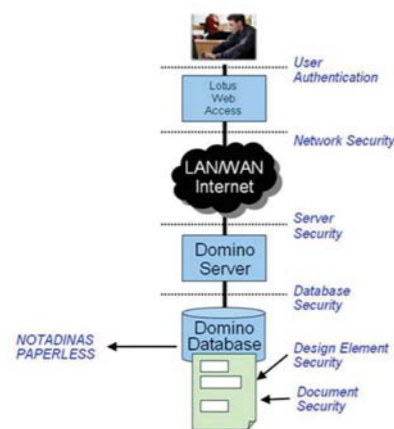 User
Authentication
Lotus
Web
Access
Network Security
LAN/WAN
Internet
Server
Security
Domino
Server
Database
Security
Domino
Database
NOTADINAS
PAPERLESS
Design Element
Security
Document
Security